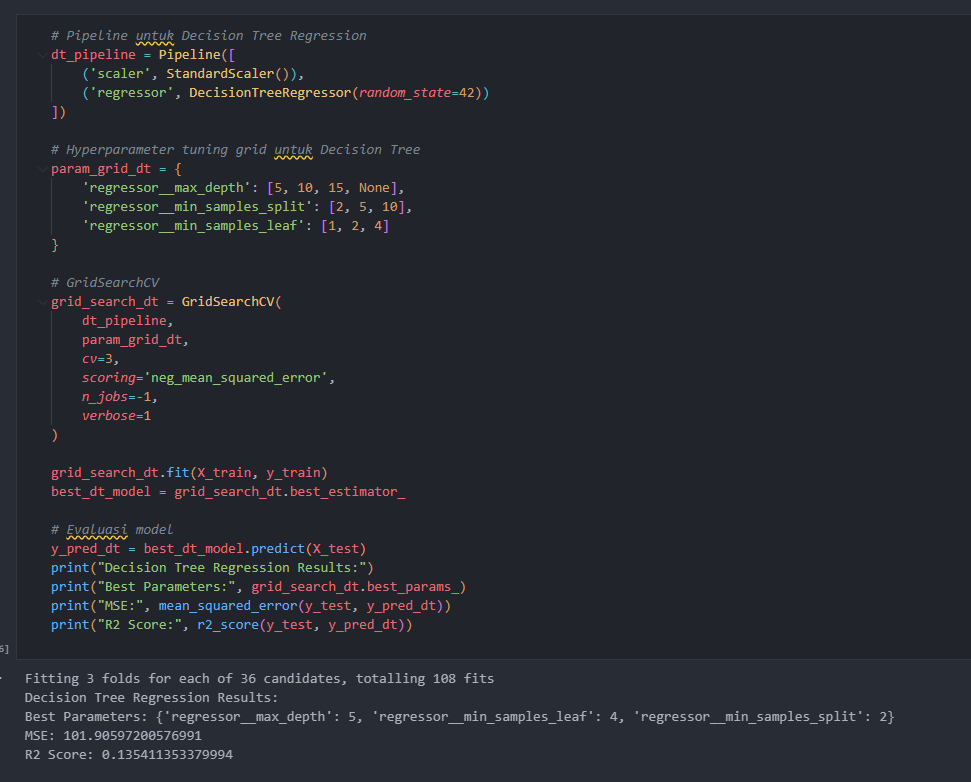 # Pipeline untuk Decision Tree Regression
dt_pipeline = Pipeline([
    ('scaler', StandardScaler()),
    ('regressor', DecisionTreeRegressor(random_state=42))
])

# Hyperparameter tuning grid untuk Decision Tree
param_grid_dt = {
    'regressor__max_depth': [5, 10, 15, None],
    'regressor__min_samples_split': [2, 5, 10],
    'regressor__min_samples_leaf': [1, 2, 4]
}

# GridSearchCV
grid_search_dt = GridSearchCV(
    dt_pipeline,
    param_grid_dt,
    cv=3,
    scoring='neg_mean_squared_error',
    n_jobs=-1,
    verbose=1
)

grid_search_dt.fit(X_train, y_train)
best_dt_model = grid_search_dt.best_estimator_

# Evaluasi model
y_pred_dt = best_dt_model.predict(X_test)
print("Decision Tree Regression Results:")
print("Best Parameters:", grid_search_dt.best_params_)
print("MSE:", mean_squared_error(y_test, y_pred_dt))
print("R2 Score:", r2_score(y_test, y_pred_dt))
6]
Fitting 3 folds for each of 36 candidates, totalling 108 fits
Decision Tree Regression Results:
Best Parameters: {'regressor__max_depth': 5, 'regressor__min_samples_leaf': 4, 'regressor__min_samples_split': 2}
MSE: 101.90597200576991
R2 Score: 0.135411353379994